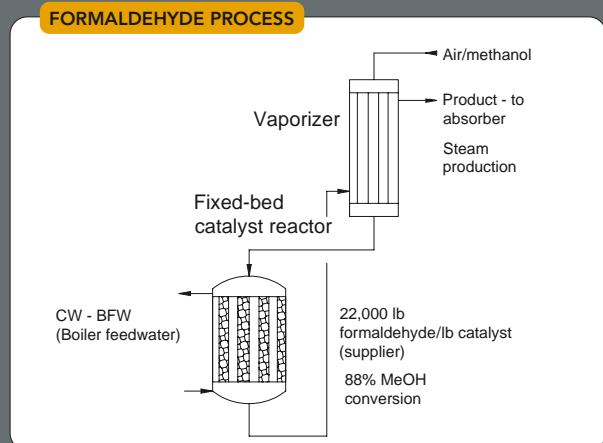 FORMALDEHYDE PROCESS
Air/methanol
Vaporizer
Product - to
absorber
Steam
production
Fixed-bed
catalyst reactor
CW - BFW
(Boiler feedwater)
22,000 lb
formaldehyde/lb catalyst
(supplier)
88% MeOH
conversion